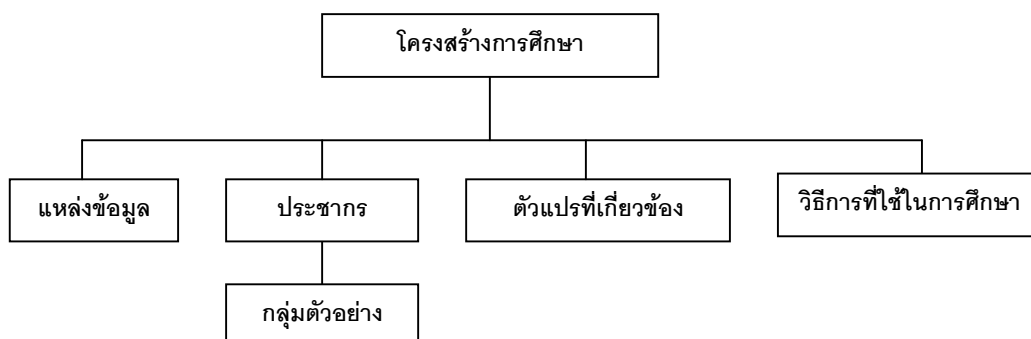 โครงสร้างการศึกษา
แหล่งข้อมูล
ประชากร
ตัวแปรที่เกี่ยวข้อง
วิธีการที่ใช้ในการศึกษา
กลุ่มตัวอย่าง